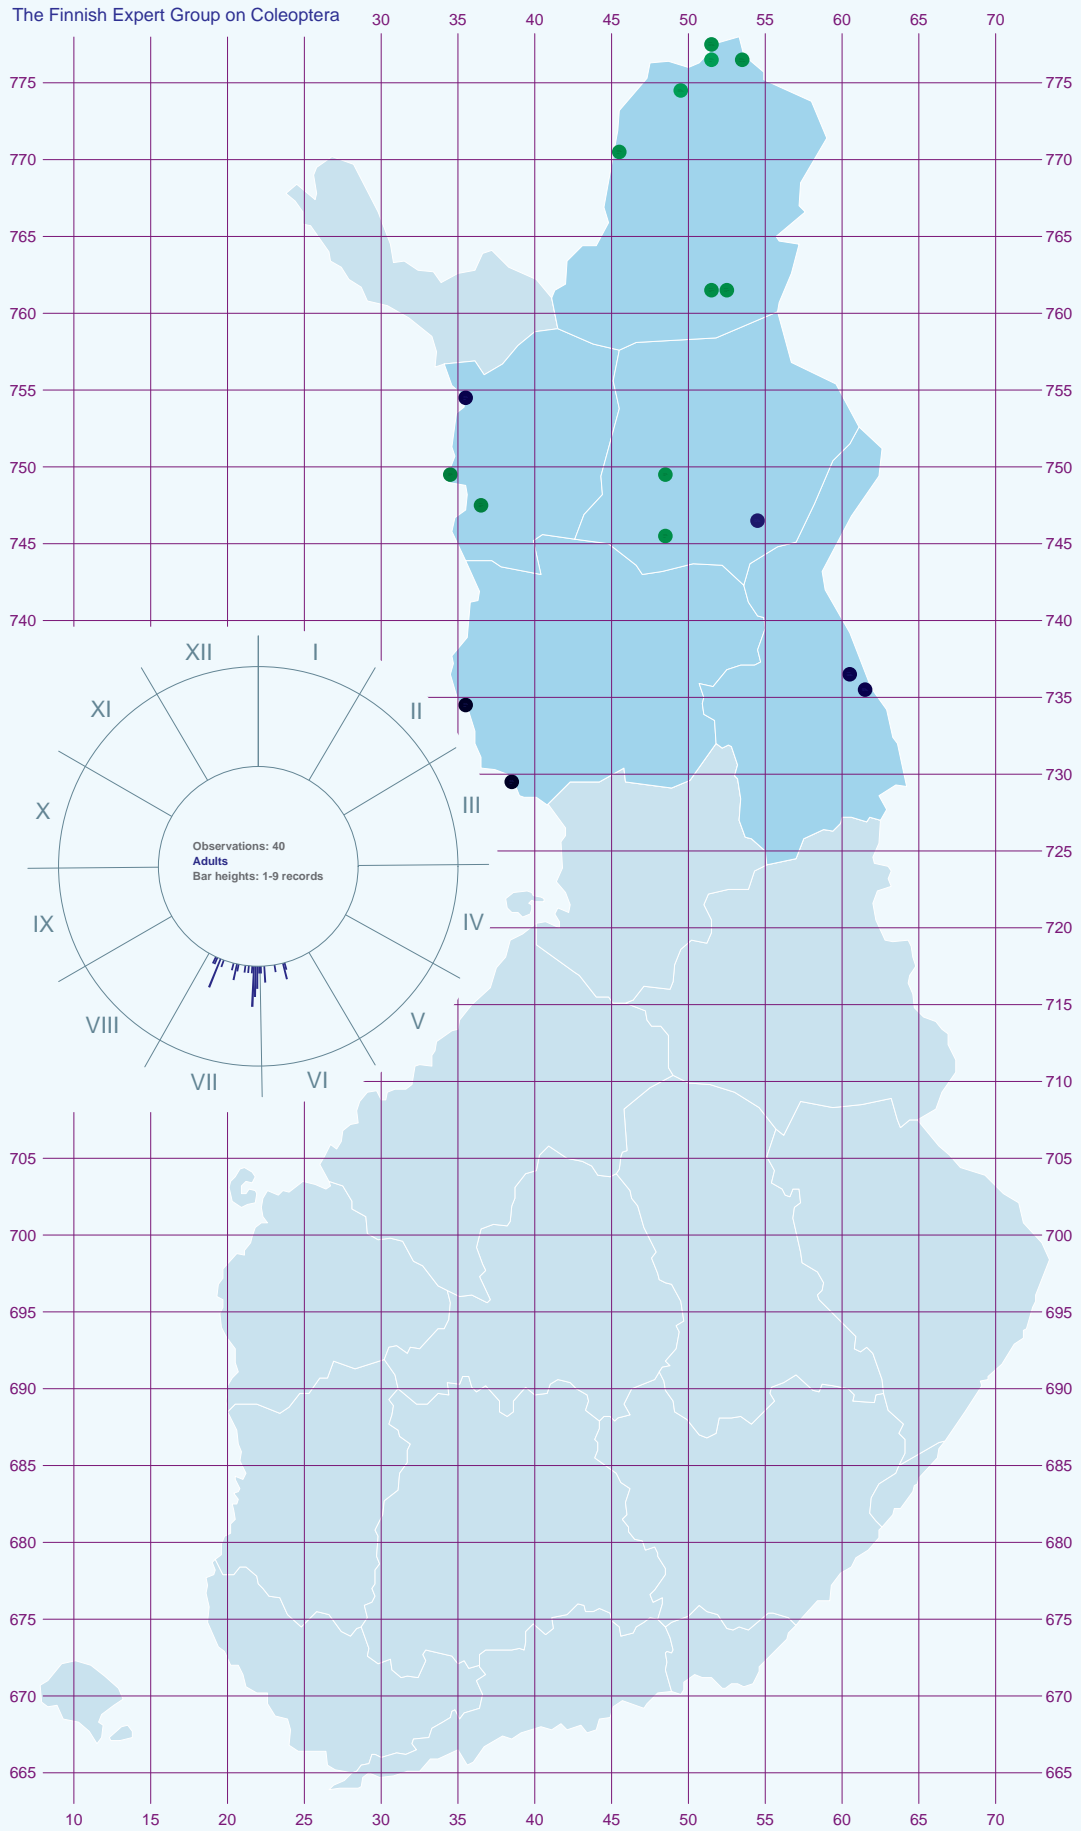 The Finnish Expert Group on Coleoptera
30 35 40 45 50 55 60 65 70
775 775
770 770
765 765
760 760
755 755
750 750
745 745
740 740
XII I
XI II
735
X III
730
Observations: 40
Adults
Bar heights: 1-9 records
725
IX IV
720
VIII V
715
VII VI
710
705 705
700 700
695 695
690 690
685 685
680 680
675 675
670 670
665 665
10 15 20 25 30 35 40 45 50 55 60 65 70